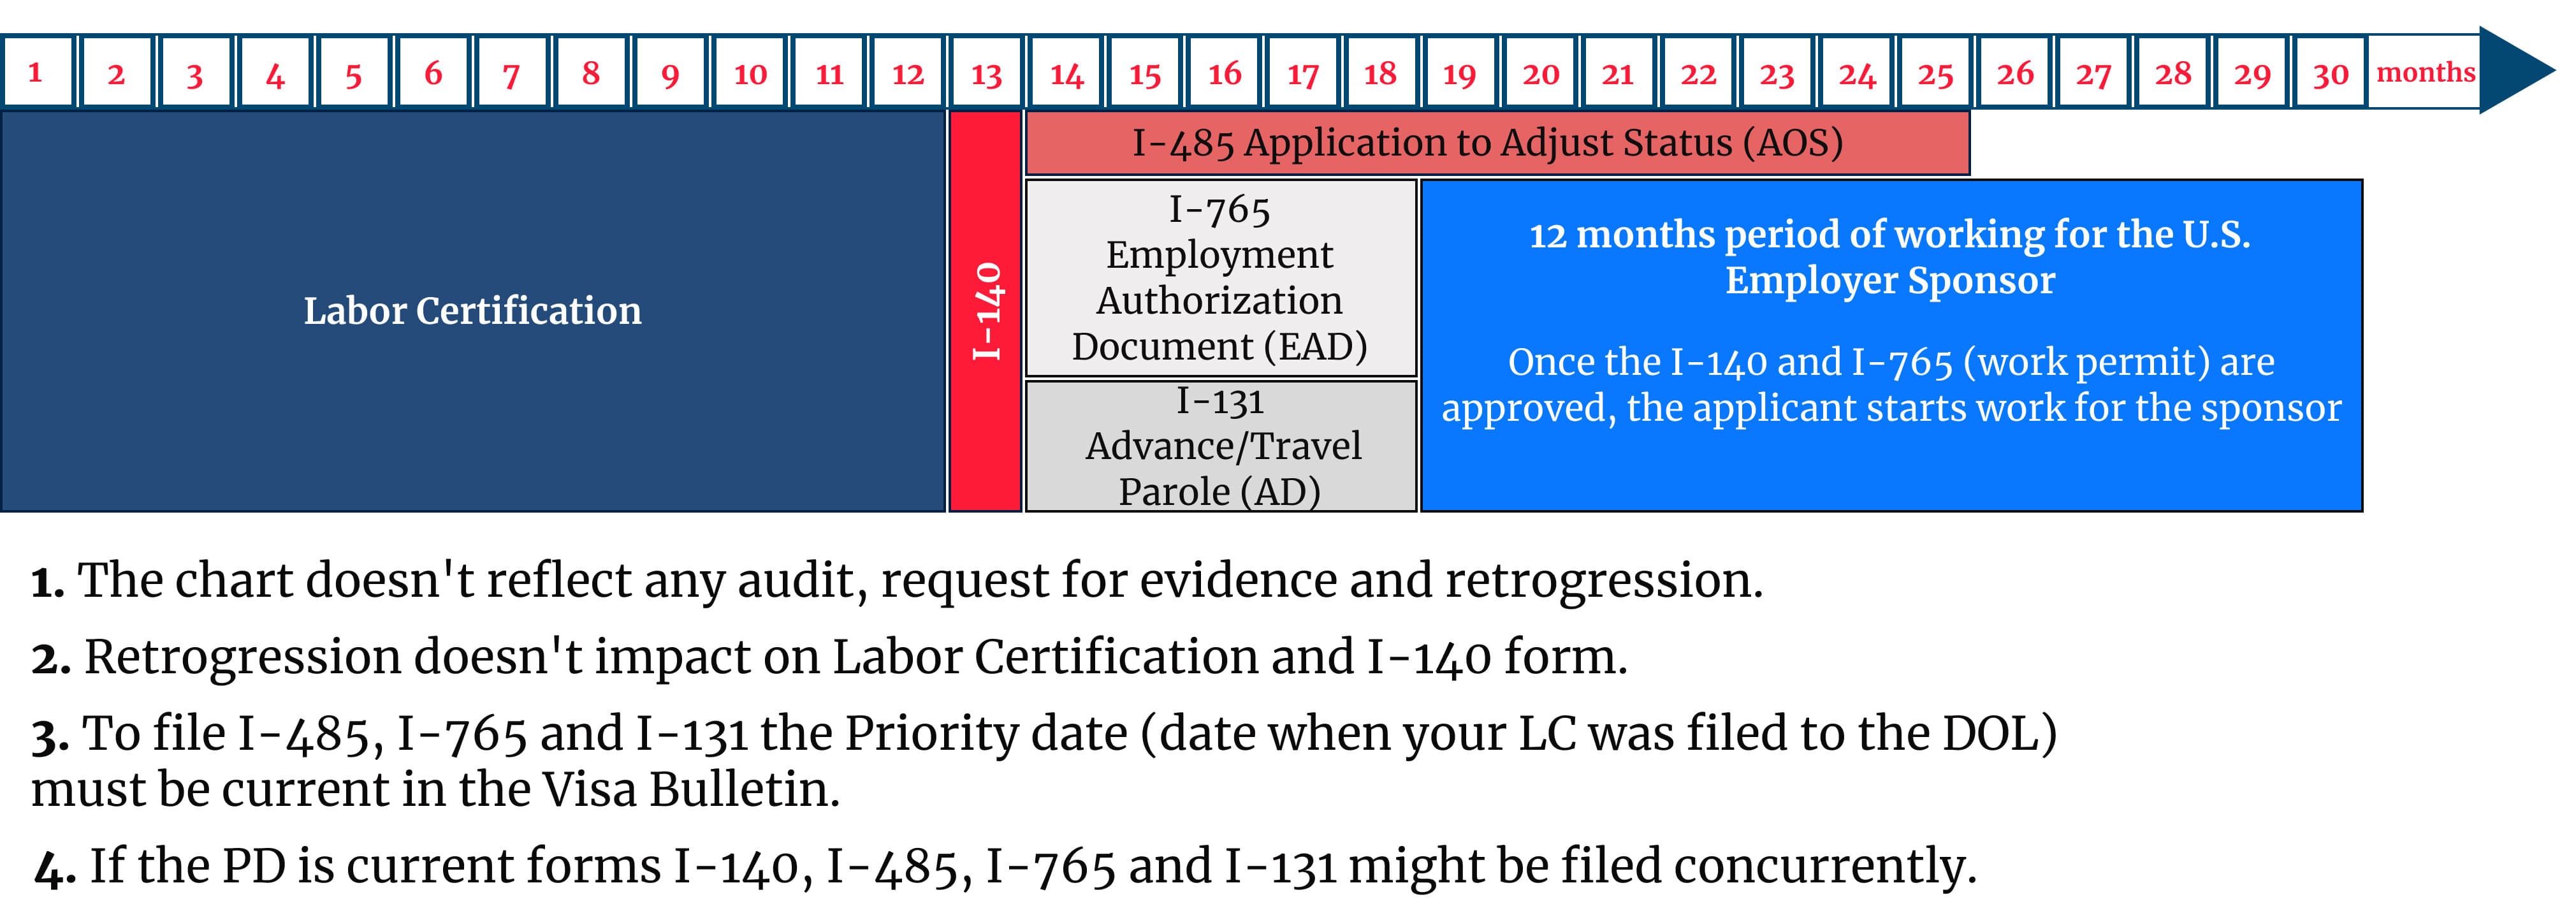 1 2 3 4 5 6 7 8 9 10 11 12 13 14 15 16 17 18 19 20 21 22 23 24 25 26 27 28 29 30 months
Labor Certification
I-140
I-485 Application to Adjust Status (AOS)
I-765
Employment
Authorization
Document (EAD)
I-131
Advance/Travel
Parole (AD)
12 months period of working for the U.S.
Employer Sponsor
Once the I-140 and I-765 (work permit) are
approved, the applicant starts work for the sponsor
1. The chart doesn't reflect any audit, request for evidence and retrogression.
2. Retrogression doesn't impact on Labor Certification and I-140 form.
3. To file I-485, I-765 and I-131 the Priority date (date when your LC was filed to the DOL)
must be current in the Visa Bulletin.
4. If the PD is current forms I-140, I-485, I-765 and I-131 might be filed concurrently.